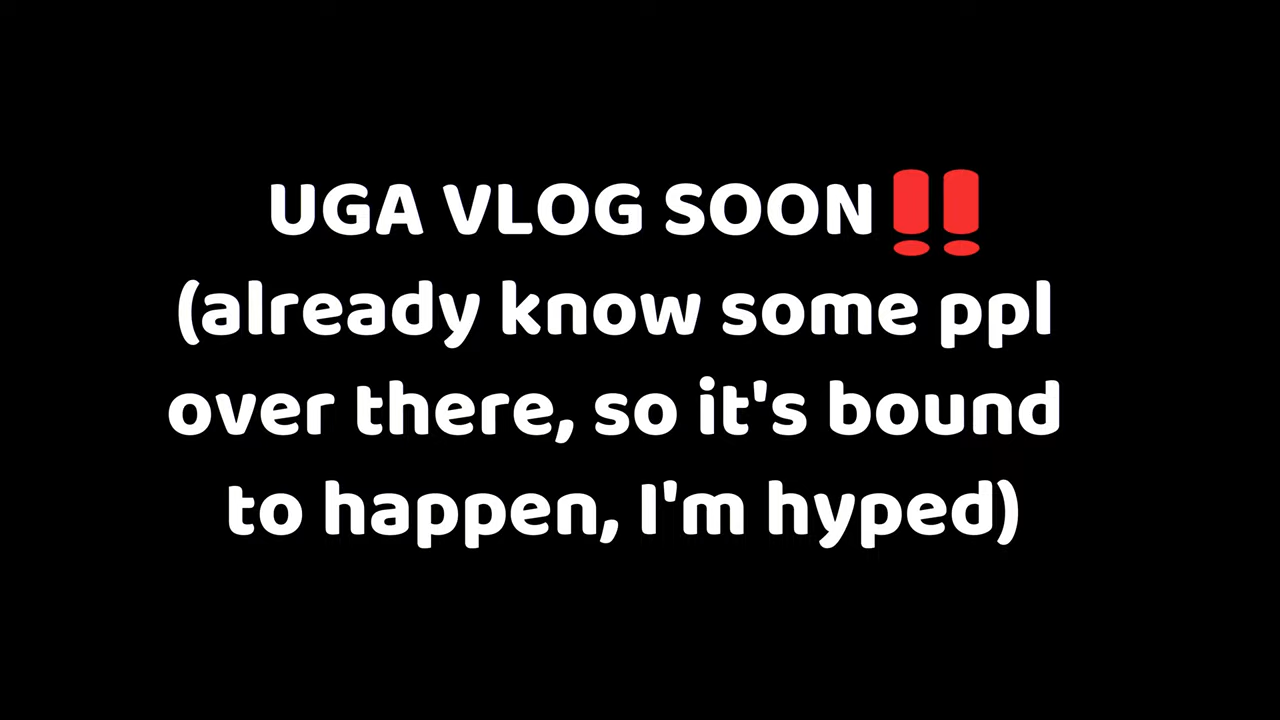 UGA VLOG SOON‼️
(already know some ppl
over there, so it's bound
to happen, I'm hyped)